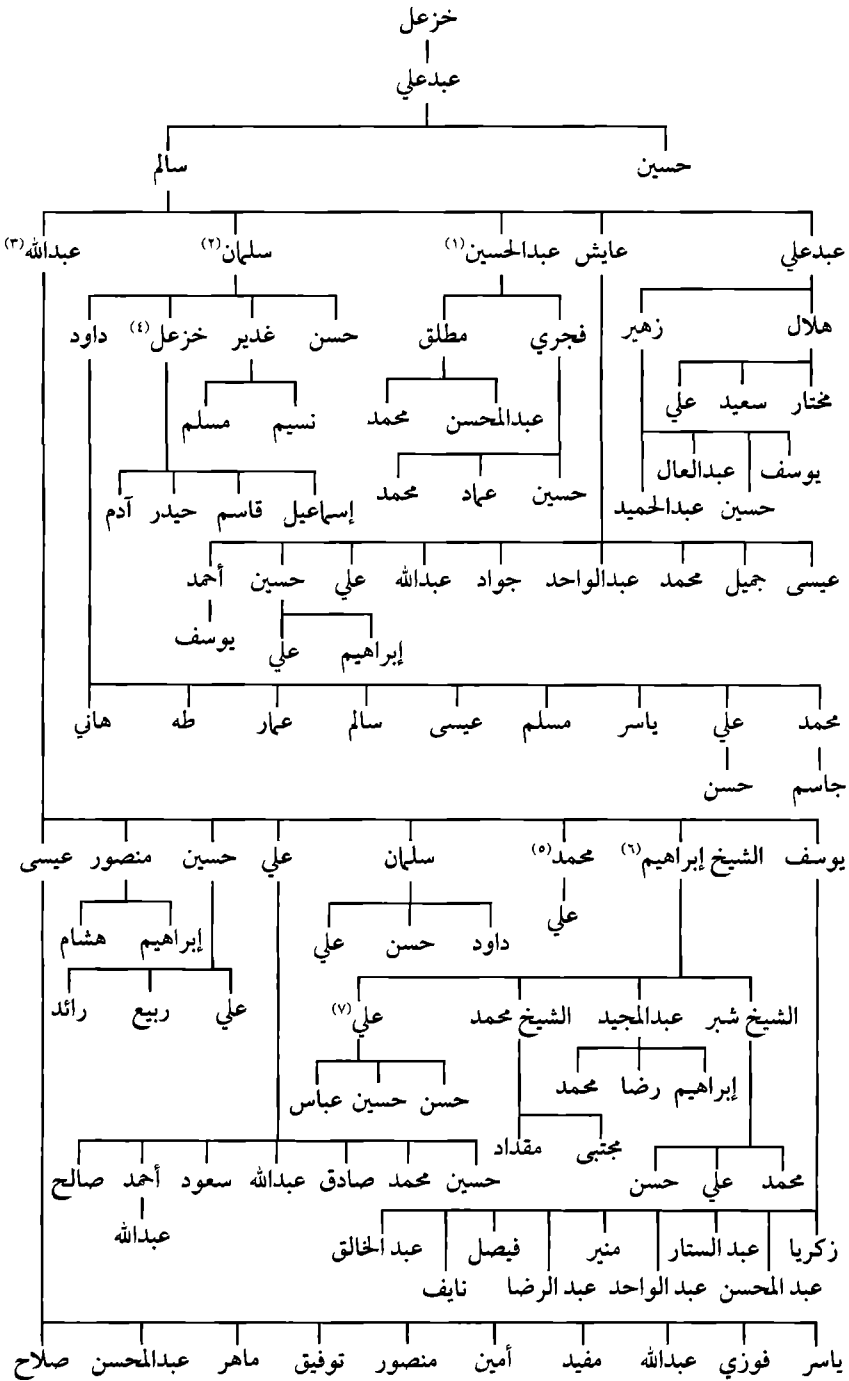 خزعل
عبدعلي
حسين سالم
عبدعلي عايش عبدالحسين(١) سلمان(٢) عبدالله(٣)
هلال زهير فجري مطلق حسن غدير خزعل(٤) داود
مختار سعيد علي عبدالمحسن محمد نسيم مسلم
يوسف عبدالعال حسين عماد محمد
حسين عبدالحميد إسماعيل قاسم حيدر آدم
عيسى جميل محمد عبدالواحد جواد عبدالله علي حسين أحمد
إبراهيم علي يوسف
محمد علي ياسر مسلم عيسى سالم عمار طه هاني
جاسم حسن
يوسف الشيخ إبراهيم(٦) محمد(٥) سلمان علي حسين منصور عيسى
علي داود حسن علي إبراهيم هشام
الشيخ شبر عبدالمجيد الشيخ محمد علي(٧) علي ربيع رائد
إبراهيم رضا محمد حسن حسين عباس
مجتبى مقداد
محمد علي حسن حسين محمد صادق عبدالله سعود أحمد صالح
عبدالله
زكريا عبد الستار منير فيصل عبد الخالق
عبد المحسن عبد الواحد عبد الرضا نايف
ياسر فوزي عبدالله مفيد أمين منصور توفيق ماهر عبدالمحسن صلاح